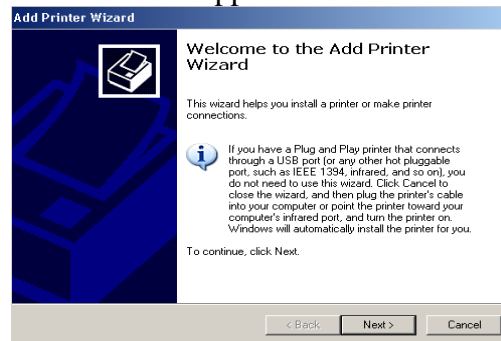 Add Printer Wizard
Welcome to the Add Printer
Wizard
This wizard helps you install a printer or make printer
connections.
If you have a Plug and Play printer that connects
through a USB port (or any other hot pluggable
port, such as IEEE 1394, infrared, and so on), you
do not need to use this wizard. Click Cancel to
close the wizard, and then plug the printer's cable
into your computer or point the printer toward your
computer's infrared port, and turn the printer on.
Windows will automatically install the printer for you.
To continue, click Next.
< Back
Next >
Cancel